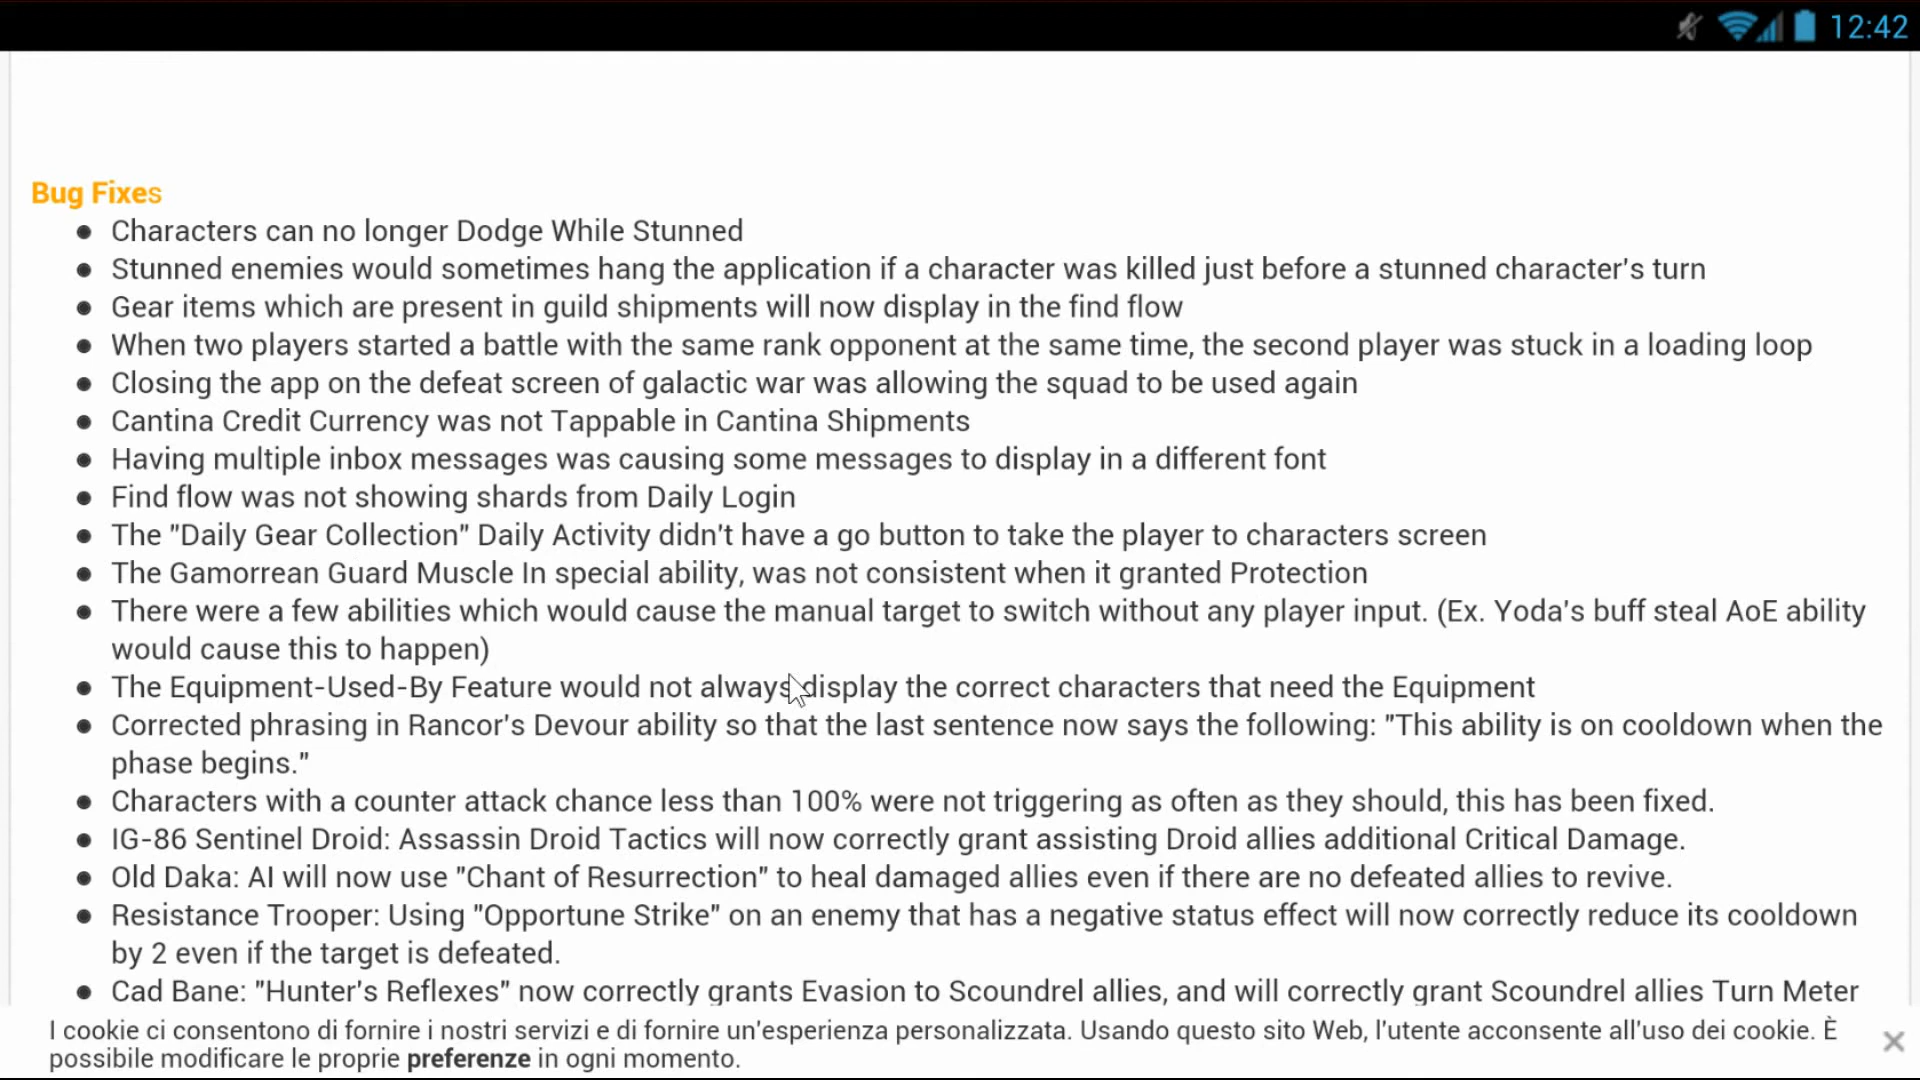 12:42
Bug Fixes
Characters can no longer Dodge While Stunned
Stunned enemies would sometimes hang the application if a character was killed just before a stunned character's turn
Gear items which are present in guild shipments will now display in the find flow
When two players started a battle with the same rank opponent at the same time, the second player was stuck in a loading loop
Closing the app on the defeat screen of galactic war was allowing the squad to be used again
Cantina Credit Currency was not Tappable in Cantina Shipments
Having multiple inbox messages was causing some messages to display in a different font
Find flow was not showing shards from Daily Login
The "Daily Gear Collection" Daily Activity didn't have a go button to take the player to characters screen
The Gamorrean Guard Muscle In special ability, was not consistent when it granted Protection
There were a few abilities which would cause the manual target to switch without any player input. (Ex. Yoda's buff steal AoE ability
would cause this to happen)
The Equipment-Used-By Feature would not always display the correct characters that need the Equipment
Corrected phrasing in Rancor's Devour ability so that the last sentence now says the following: "This ability is on cooldown when the
phase begins."
Characters with a counter attack chance less than 100% were not triggering as often as they should, this has been fixed.
IG-86 Sentinel Droid: Assassin Droid Tactics will now correctly grant assisting Droid allies additional Critical Damage.
Old Daka: AI will now use "Chant of Resurrection" to heal damaged allies even if there are no defeated allies to revive.
Resistance Trooper: Using "Opportune Strike" on an enemy that has a negative status effect will now correctly reduce its cooldown
by 2 even if the target is defeated.
Cad Bane: "Hunter's Reflexes" now correctly grants Evasion to Scoundrel allies, and will correctly grant Scoundrel allies Turn Meter
I cookie ci consentono di fornire i nostri servizi e di fornire un'esperienza personalizzata. Usando questo sito Web, l'utente acconsente all'uso dei cookie. È
possibile modificare le proprie preferenze in ogni momento.